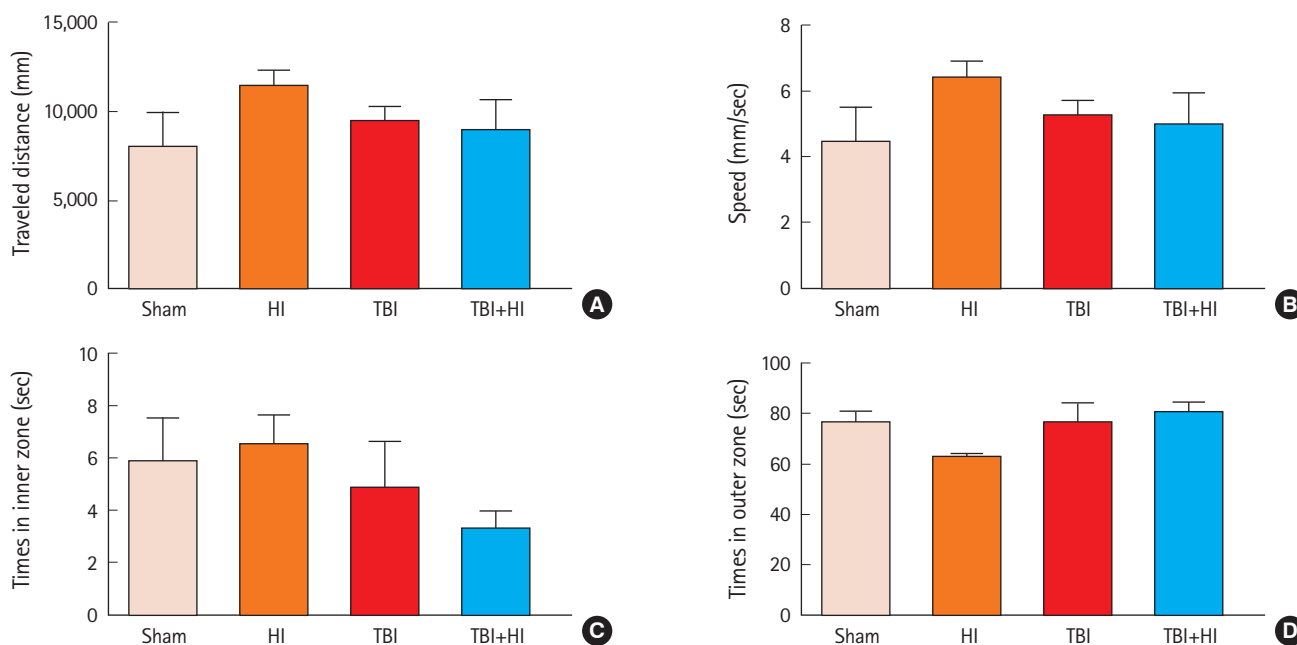 Traveled distance (mm)
15,000
10,000
5,000
0
Sham HI TBI TBI+HI
A
Speed (mm/sec)
8
6
4
2
0
Sham HI TBI TBI+HI
B
Times in inner zone (sec)
10
8
6
4
2
0
Sham HI TBI TBI+HI
C
Times in outer zone (sec)
100
80
60
40
20
0
Sham HI TBI TBI+HI
D